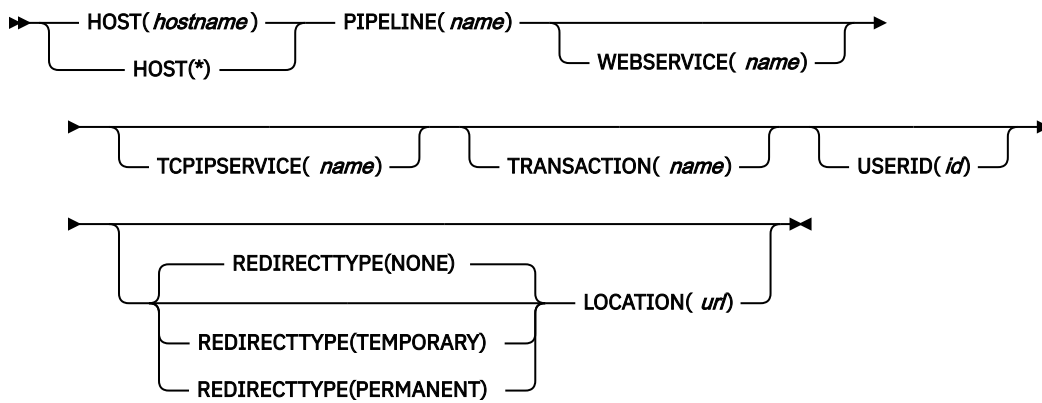 HOST( hostname ) PIPELINE( name )
HOST(*) WEBSERVICE( name )
TCPIPSERVICE( name ) TRANSACTION( name ) USERID( id )
REDIRECTTYPE(NONE)
LOCATION( url )
REDIRECTTYPE(TEMPORARY)
REDIRECTTYPE(PERMANENT)